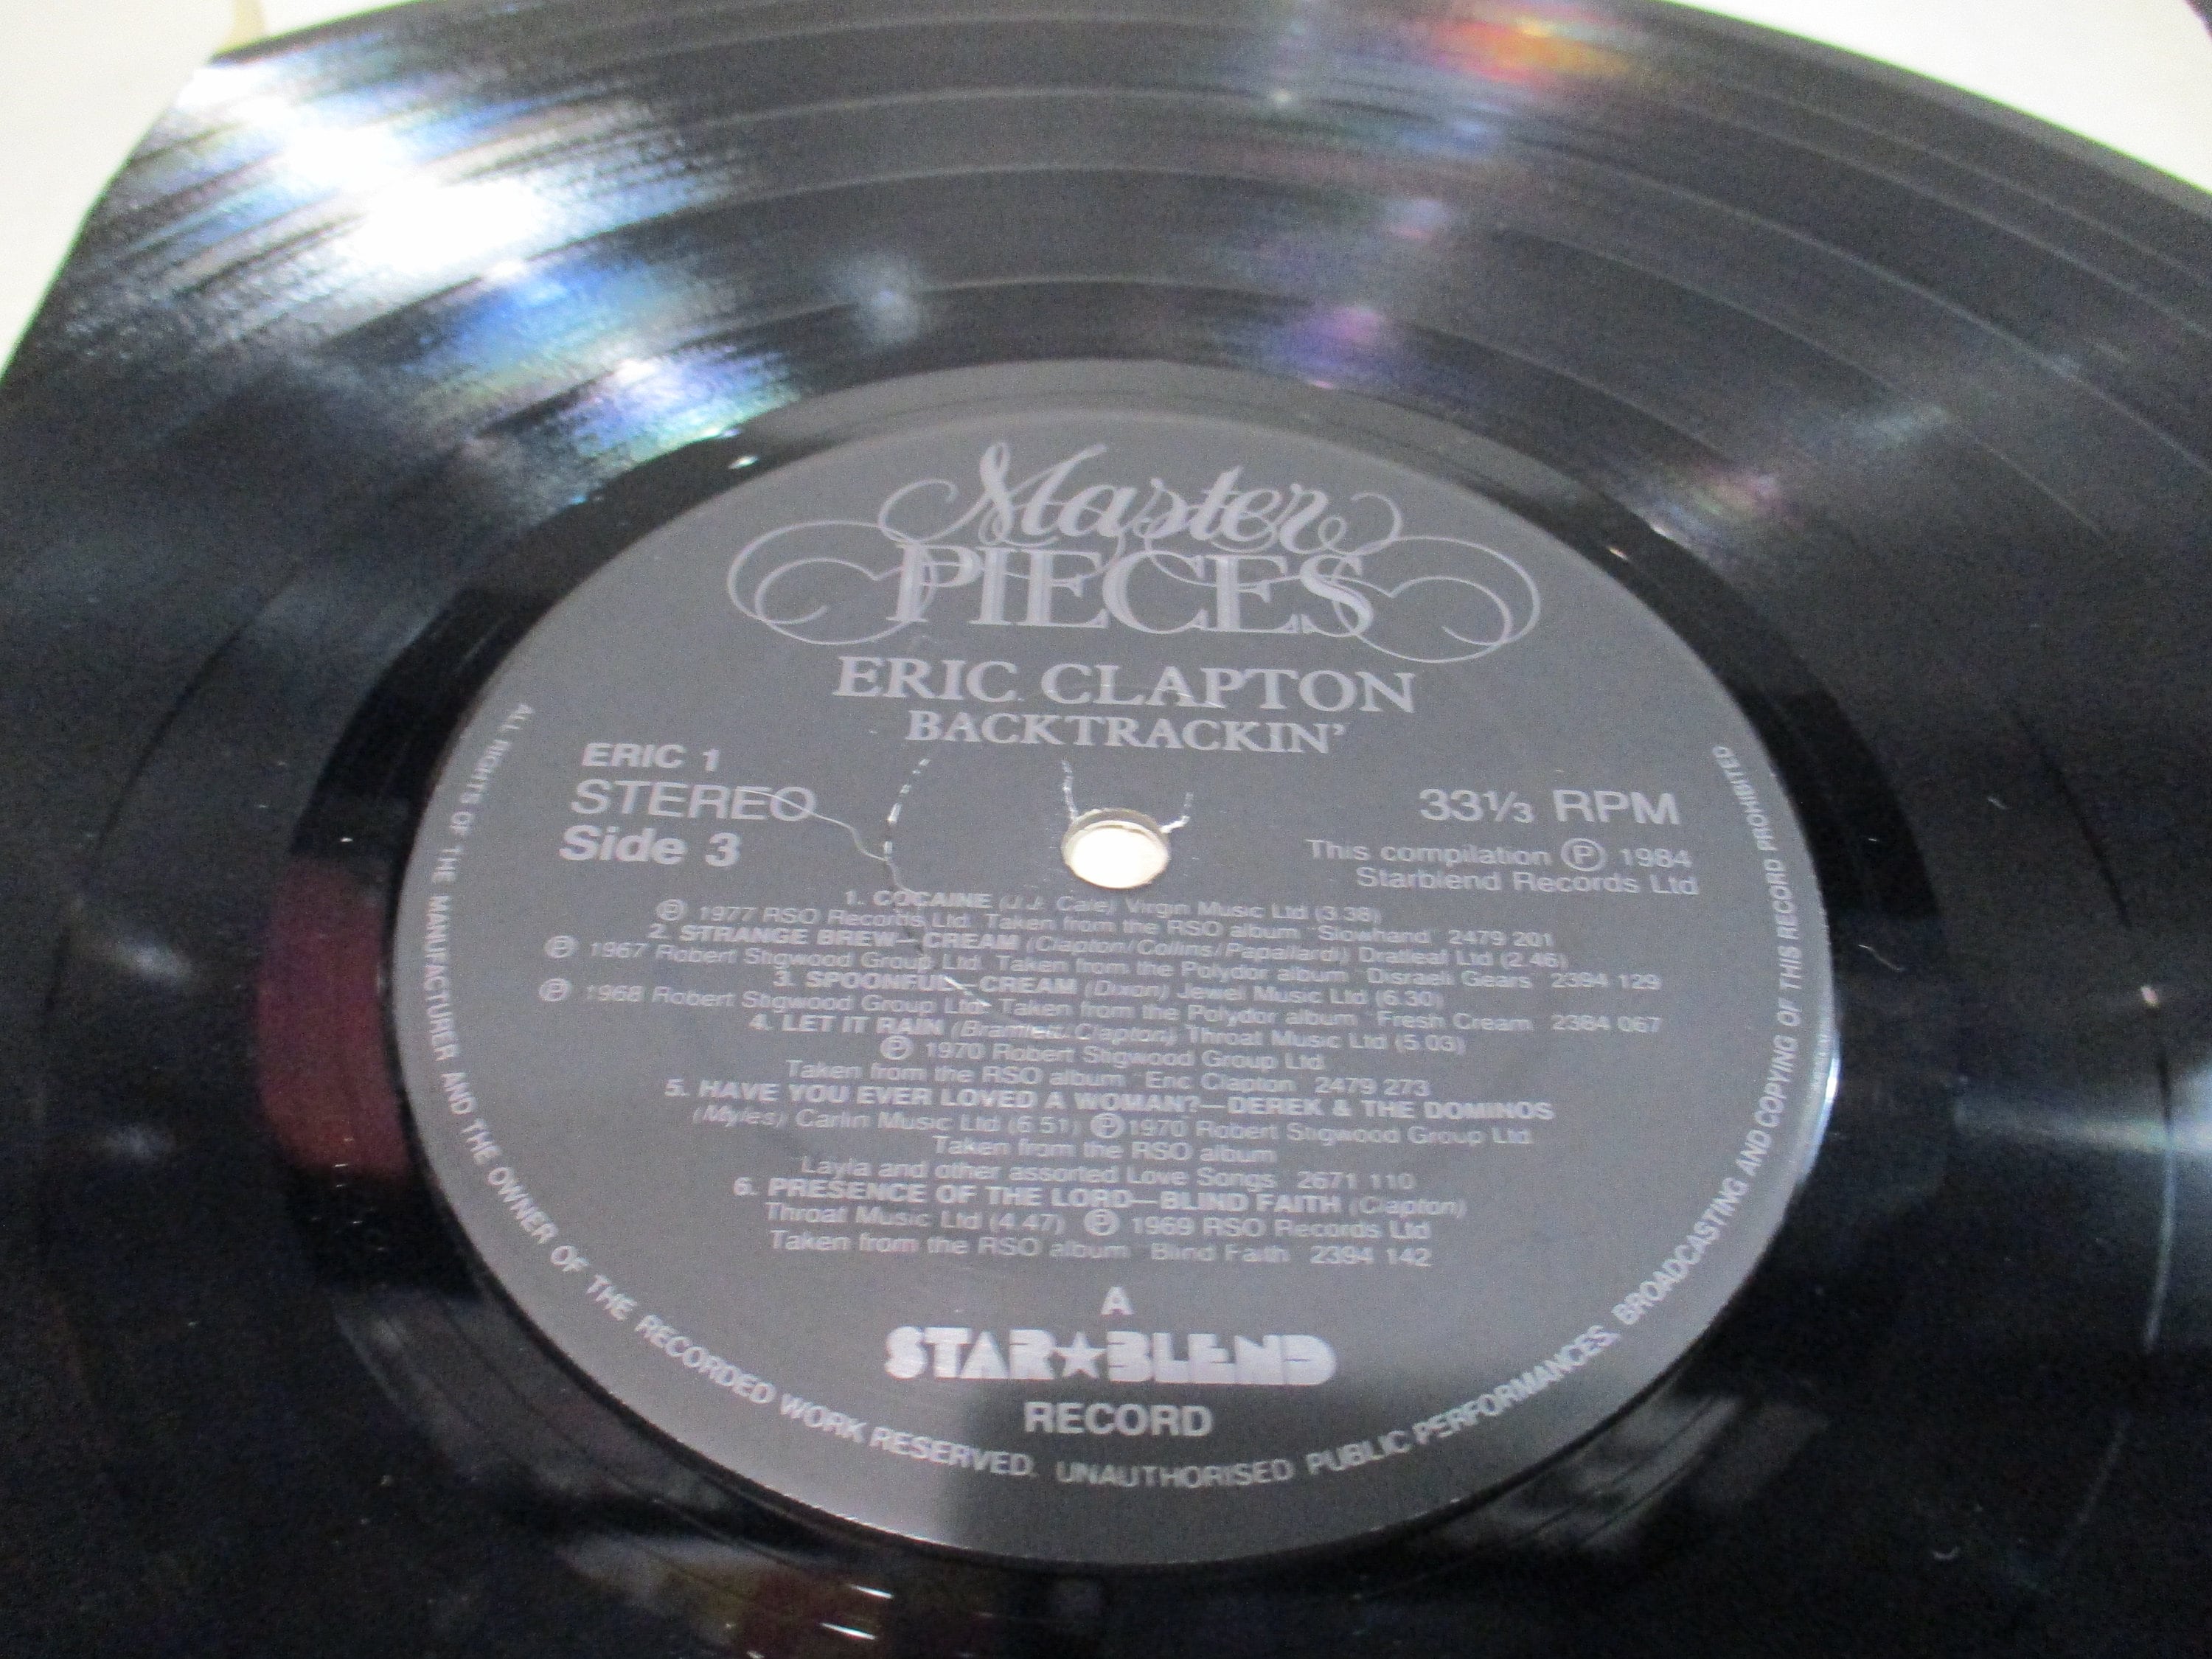 Master
PIECES
ERIC CLAPTON
BACKTRACKIN'
ERIC 1
STEREO
Side 3
33⅓ RPM
This compilation Ⓟ 1984
Starblend Records Ltd
1. COCAINE (J.J. Cale) Virgin Music Ltd (3.38)
Ⓟ 1977 RSO Records Ltd. Taken from the RSO album "Slowhand" 2479 201
2. STRANGE BREW—CREAM (Clapton/Collins/Papallardi) Dratleaf Ltd (2.46)
Ⓟ 1967 Robert Stigwood Group Ltd. Taken from the Polydor album "Disraeli Gears" 2394 129
3. SPOONFUL—CREAM (Dixon) Jewel Music Ltd (6.30)
Ⓟ 1968 Robert Stigwood Group Ltd. Taken from the Polydor album "Fresh Cream" 2384 067
4. LET IT RAIN (Bramlett/Clapton) Throat Music Ltd (5.03)
Ⓟ 1970 Robert Stigwood Group Ltd.
Taken from the RSO album "Eric Clapton" 2479 273
5. HAVE YOU EVER LOVED A WOMAN?—DEREK & THE DOMINOS
(Myles) Carlin Music Ltd (6.51) Ⓟ 1970 Robert Stigwood Group Ltd.
Taken from the RSO album
Layla and other assorted Love Songs 2671 110
6. PRESENCE OF THE LORD—BLIND FAITH (Clapton)
Throat Music Ltd (4.47) Ⓟ 1969 RSO Records Ltd
Taken from the RSO album "Blind Faith" 2394 142
A
STAR★BLEND
RECORD
ALL RIGHTS OF THE MANUFACTURER AND THE OWNER OF THE RECORDED WORK RESERVED. UNAUTHORISED PUBLIC PERFORMANCES, BROADCASTING AND COPYING OF THIS RECORD PROHIBITED